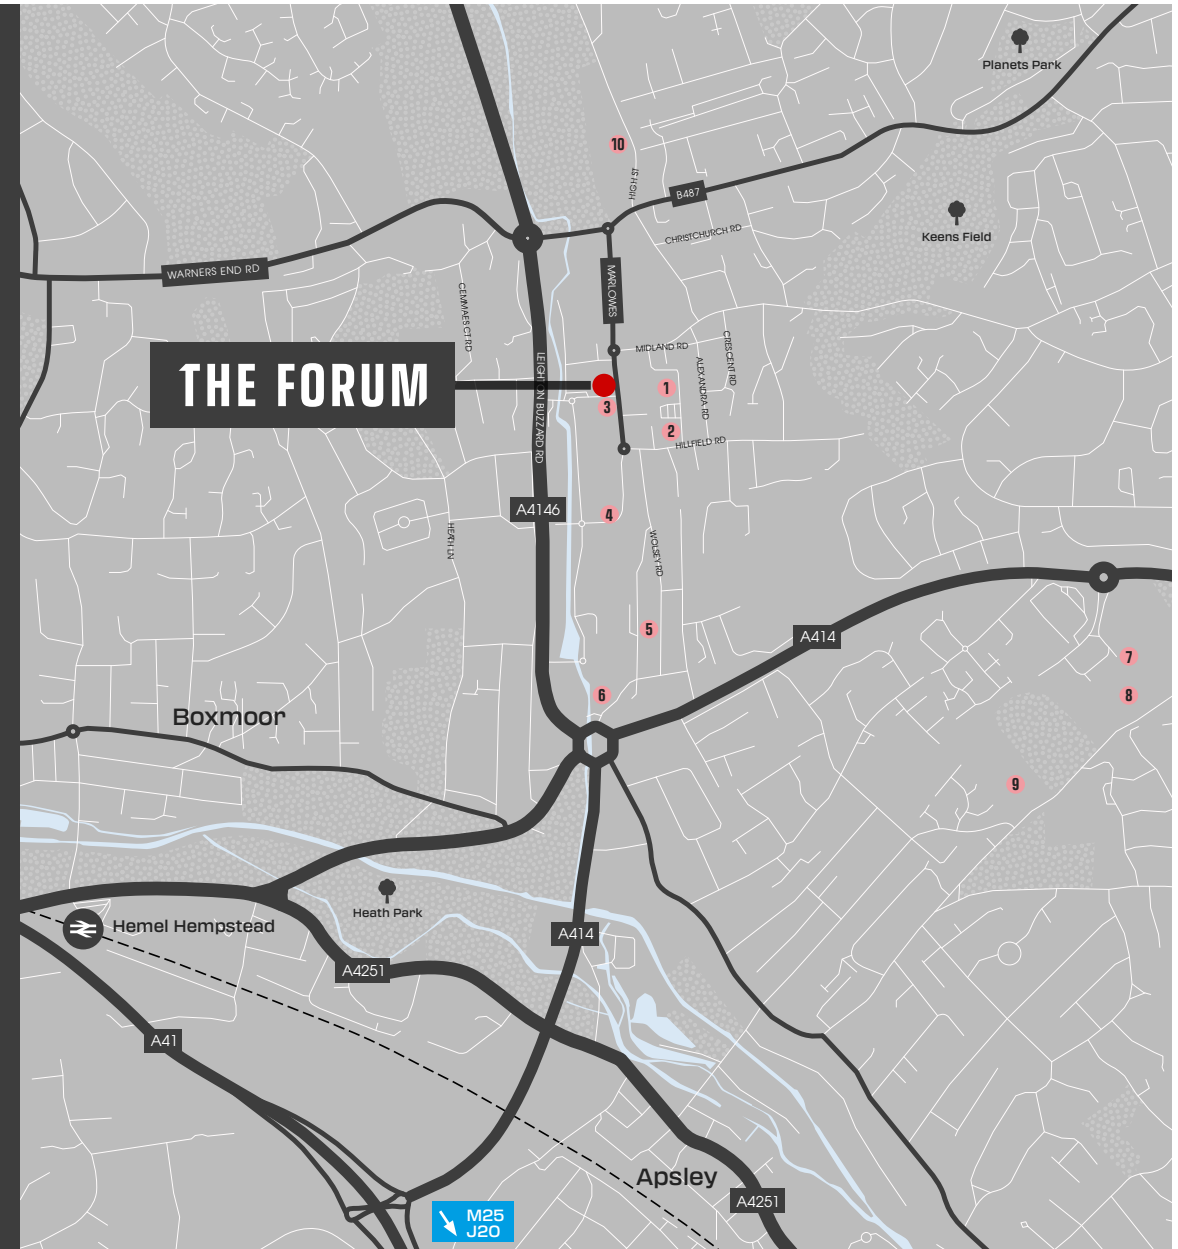 Planets Park
10
HIGH ST
B487
Keens Field
CHRISTCHURCH RD
WARNERS END RD
MARLOWES
CEMMAES CT RD
MIDLAND RD
CRESCENT RD
THE FORUM
LEIGHTON BUZZARD RD
1
ALEXANDRA RD
3
2
HILLFIELD RD
A4146
4
HEATH LN
WOLSEY RD
5
A414
7
6
8
Boxmoor
9
Heath Park
Hemel Hempstead
A414
A4251
A41
Apsley
A4251
M25
J20